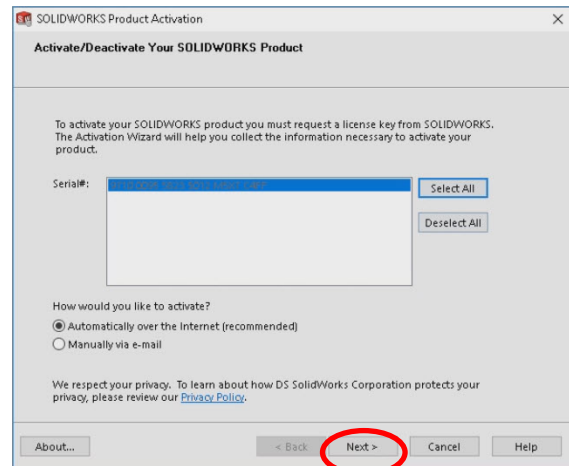 SOLIDWORKS Product Activation
Activate/Deactivate Your SOLIDWORKS Product
To activate your SOLIDWORKS product you must request a license key from SOLIDWORKS.
The Activation Wizard will help you collect the information necessary to activate your
product.
Serial#:
Select All
Deselect All
How would you like to activate?
Automatically over the Internet (recommended)
Manually via e-mail
We respect your privacy. To learn about how DS SolidWorks Corporation protects your
privacy, please review our Privacy Policy.
About... < Back Next > Cancel Help